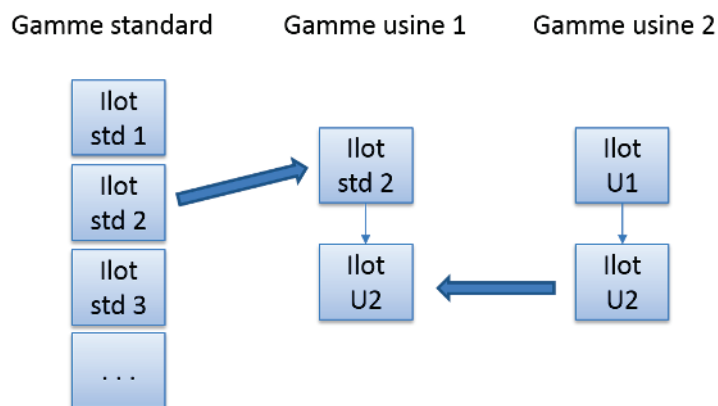 Gamme standard
Gamme usine 1
Gamme usine 2
Ilot
std 1
Ilot
std 2
Ilot
std 3
. . .
Ilot
std 2
Ilot
U2
Ilot
U1
Ilot
U2